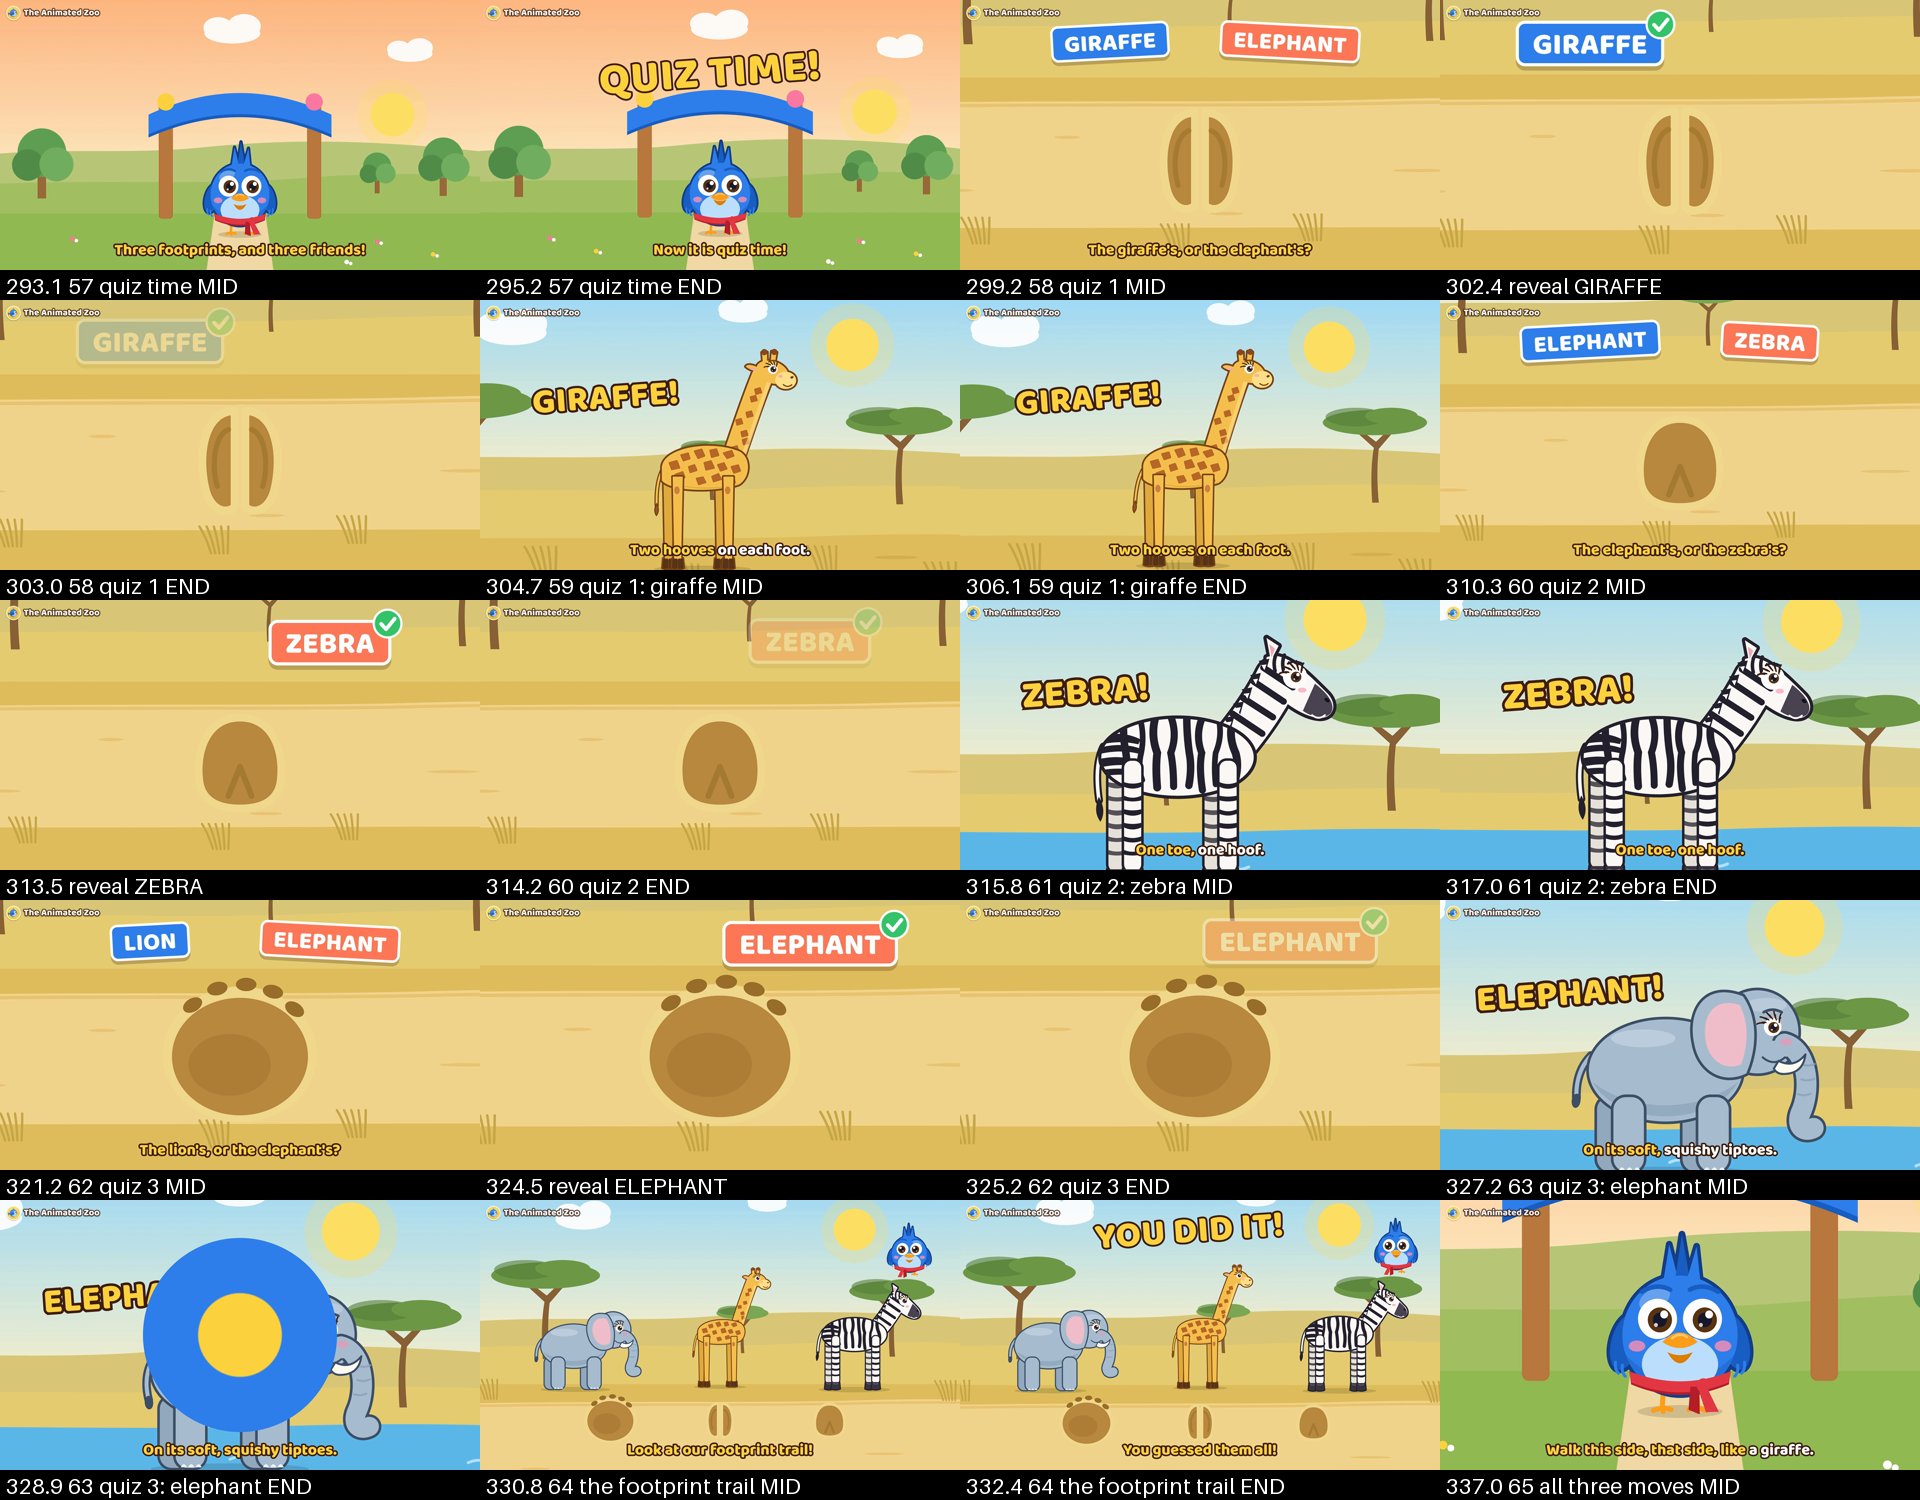 The Animated Zoo
Three footprints, and three friends!
293.1 57 quiz time MID
The Animated Zoo
QUIZ TIME!
Now it is quiz time!
295.2 57 quiz time END
The Animated Zoo
GIRAFFE
ELEPHANT
The giraffe's, or the elephant's?
299.2 58 quiz 1 MID
The Animated Zoo
GIRAFFE
302.4 reveal GIRAFFE
The Animated Zoo
GIRAFFE
303.0 58 quiz 1 END
The Animated Zoo
GIRAFFE!
Two hooves on each foot.
304.7 59 quiz 1: giraffe MID
The Animated Zoo
GIRAFFE!
Two hooves on each foot.
306.1 59 quiz 1: giraffe END
The Animated Zoo
ELEPHANT
ZEBRA
The elephant's, or the zebra's?
310.3 60 quiz 2 MID
The Animated Zoo
ZEBRA
313.5 reveal ZEBRA
The Animated Zoo
ZEBRA
314.2 60 quiz 2 END
The Animated Zoo
ZEBRA!
One toe, one hoof.
315.8 61 quiz 2: zebra MID
The Animated Zoo
ZEBRA!
One toe, one hoof.
317.0 61 quiz 2: zebra END
The Animated Zoo
LION
ELEPHANT
The lion's, or the elephant's?
321.2 62 quiz 3 MID
The Animated Zoo
ELEPHANT
324.5 reveal ELEPHANT
The Animated Zoo
ELEPHANT
325.2 62 quiz 3 END
The Animated Zoo
ELEPHANT!
On its soft, squishy tiptoes.
327.2 63 quiz 3: elephant MID
The Animated Zoo
ELEPHA
On its soft, squishy tiptoes.
328.9 63 quiz 3: elephant END
The Animated Zoo
Look at our footprint trail!
330.8 64 the footprint trail MID
The Animated Zoo
YOU DID IT!
You guessed them all!
332.4 64 the footprint trail END
The Animated Zoo
Walk this side, that side, like a giraffe.
337.0 65 all three moves MID